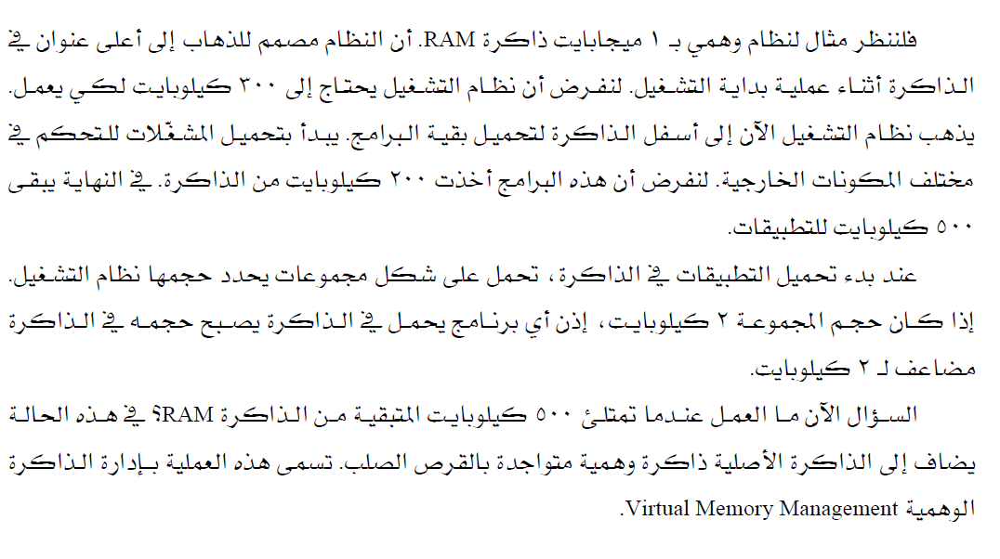 فلننظر مثال لنظام وهمي بـ ١ ميجابايت ذاكرة RAM. أن النظام مصمم للذهاب إلى أعلى عنوان في
الذاكرة أثناء عملية بداية التشغيل. لنفرض أن نظام التشغيل يحتاج إلى ٣٠٠ كيلوبايت لكي يعمل.
يذهب نظام التشغيل الآن إلى أسفل الذاكرة لتحميل بقية البرامج. يبدأ بتحميل المشغّلات للتحكم في
مختلف المكونات الخارجية. لنفرض أن هذه البرامج أخذت ٢٠٠ كيلوبايت من الذاكرة. في النهاية يبقى
٥٠٠ كيلوبايت للتطبيقات.
عند بدء تحميل التطبيقات في الذاكرة، تحمل على شكل مجموعات يحدد حجمها نظام التشغيل.
إذا كان حجم المجموعة ٢ كيلوبايت، إذن أي برنامج يحمل في الذاكرة يصبح حجمه في الذاكرة
مضاعف لـ ٢ كيلوبايت.
السؤال الآن ما العمل عندما تمتلئ ٥٠٠ كيلوبايت المتبقية من الذاكرة RAM؟ في هذه الحالة
يضاف إلى الذاكرة الأصلية ذاكرة وهمية متواجدة بالقرص الصلب. تسمى هذه العملية بإدارة الذاكرة
الوهمية Virtual Memory Management.